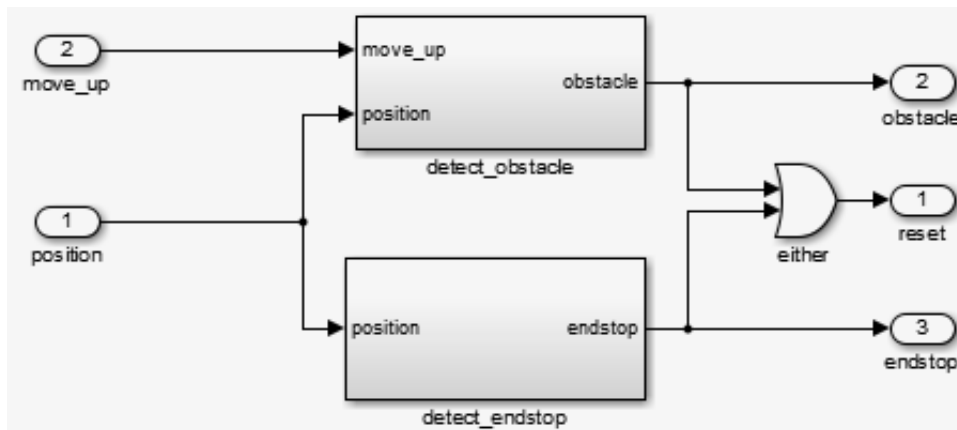 2
move_up
move_up
position
obstacle
detect_obstacle
2
obstacle
1
position
either
1
reset
position
endstop
detect_endstop
3
endstop